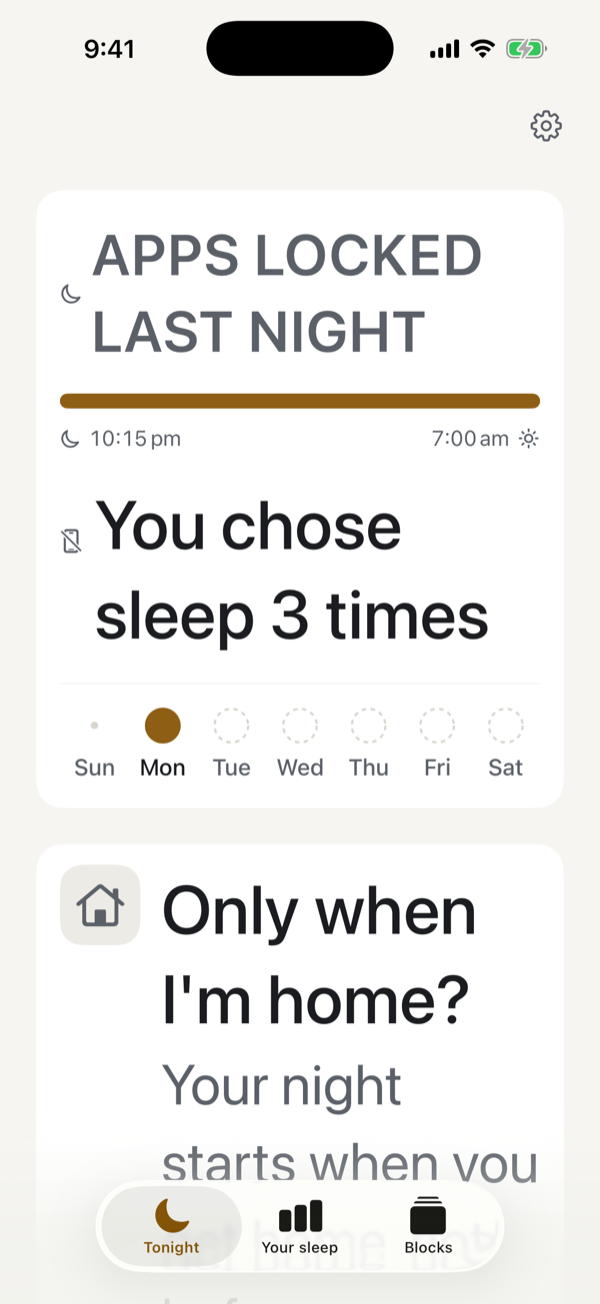 9:41
APPS LOCKED
LAST NIGHT
10:15 pm
7:00 am
You chose
sleep 3 times
Sun Mon Tue Wed Thu Fri Sat
Only when
I'm home?
Your night
starts when you
Tonight Your sleep Blocks